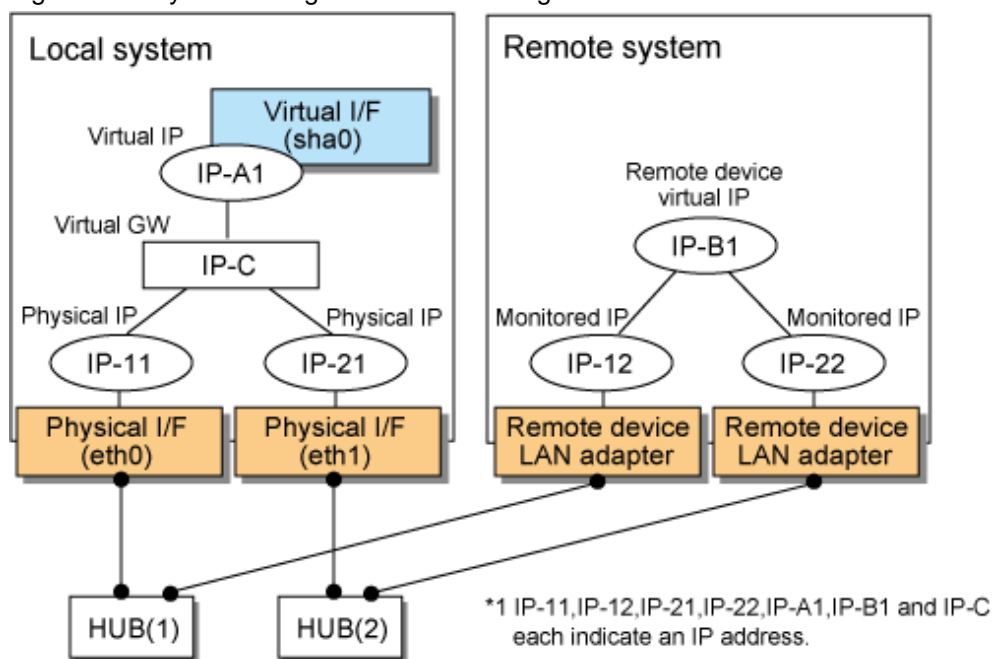 Local system
Remote system
Virtual I/F
(sha0)
Virtual IP
IP-A1
Virtual GW
IP-C
Physical IP
Physical IP
IP-11
IP-21
Physical I/F
(eth0)
Physical I/F
(eth1)
Remote device
virtual IP
IP-B1
Monitored IP
Monitored IP
IP-12
IP-22
Remote device
LAN adapter
Remote device
LAN adapter
HUB(1)
HUB(2)
*1 IP-11,IP-12,IP-21,IP-22,IP-A1,IP-B1 and IP-C
each indicate an IP address.